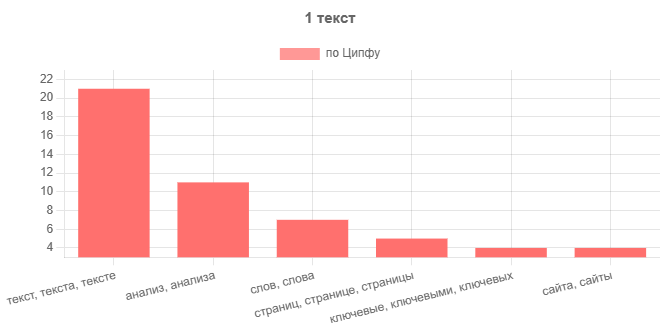 1 текст
по Ципфу
22
20
18
16
14
12
10
8
6
4
текст, текста, тексте
анализ, анализа
слов, слова
страниц, странице, страницы
ключевые, ключевыми, ключевых
сайта, сайты